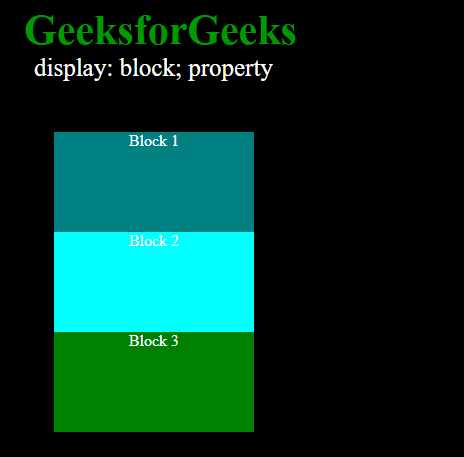 GeeksforGeeks
display: block; property
Block 1
Block 2
Block 3